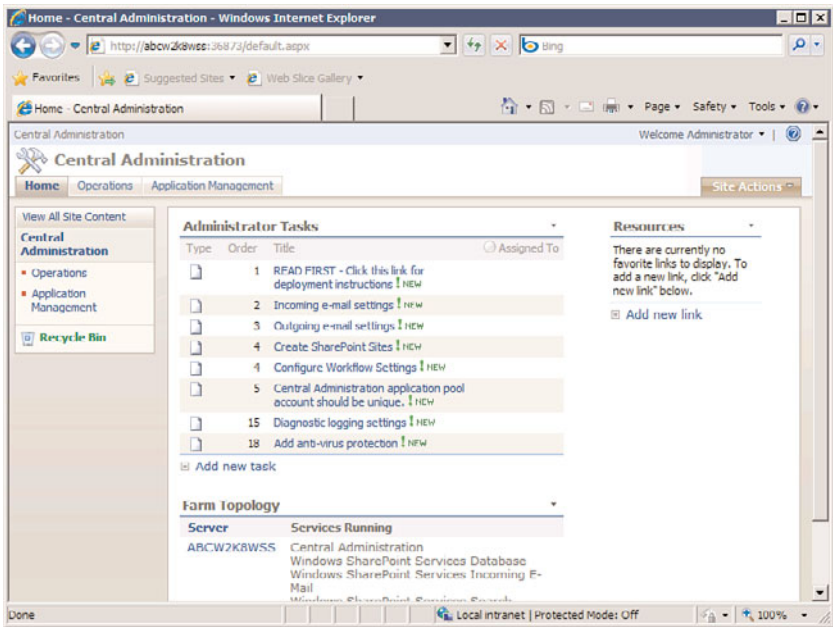 Home - Central Administration - Windows Internet Explorer
http://abcw2k8wss:36873/default.aspx
Bing
Favorites Suggested Sites Web Slice Gallery
Home - Central Administration
Page Safety Tools
Central Administration
Welcome Administrator
Central Administration
Home Operations Application Management
Site Actions
View All Site Content
Central
Administration
Operations
Application
Management
Recycle Bin
Administrator Tasks
Type Order Title Assigned To
1 READ FIRST - Click this link for
deployment instructions ! NEW
2 Incoming e-mail settings ! NEW
3 Outgoing e-mail settings ! NEW
4 Create SharePoint Sites ! NEW
4 Configure Workflow Settings ! NEW
5 Central Administration application pool
account should be unique. ! NEW
15 Diagnostic logging settings ! NEW
18 Add anti-virus protection ! NEW
Add new task
Farm Topology
Server Services Running
ABCW2K8WSS Central Administration
Windows SharePoint Services Database
Windows SharePoint Services Incoming E-
Mail
Windows SharePoint Services Search
Resources
There are currently no
favorite links to display. To
add a new link, click "Add
new link" below.
Add new link
Done
Local intranet | Protected Mode: Off
100%